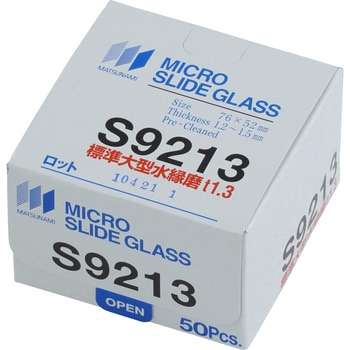 MATSUNAMI
MICRO
SLIDE GLASS
Size 76×52mm
Thickness 1.2~1.5mm
Pre-Cleaned
S9213
標準大型水縁磨 t1.3
ロット 10421 1
MATSUNAMI
MICRO
SLIDE GLASS
S9213
OPEN
50Pcs.